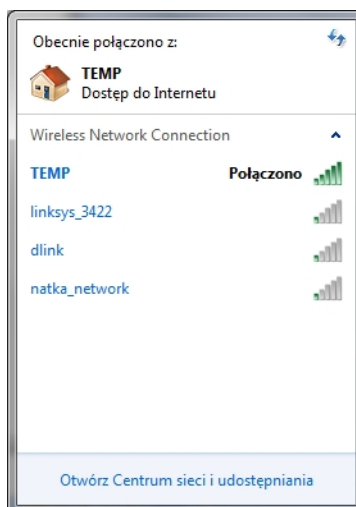 Obecnie połączono z:
TEMP
Dostęp do Internetu
Wireless Network Connection
TEMP Połączono
linksys_3422
dlink
natka_network
Otwórz Centrum sieci i udostępniania